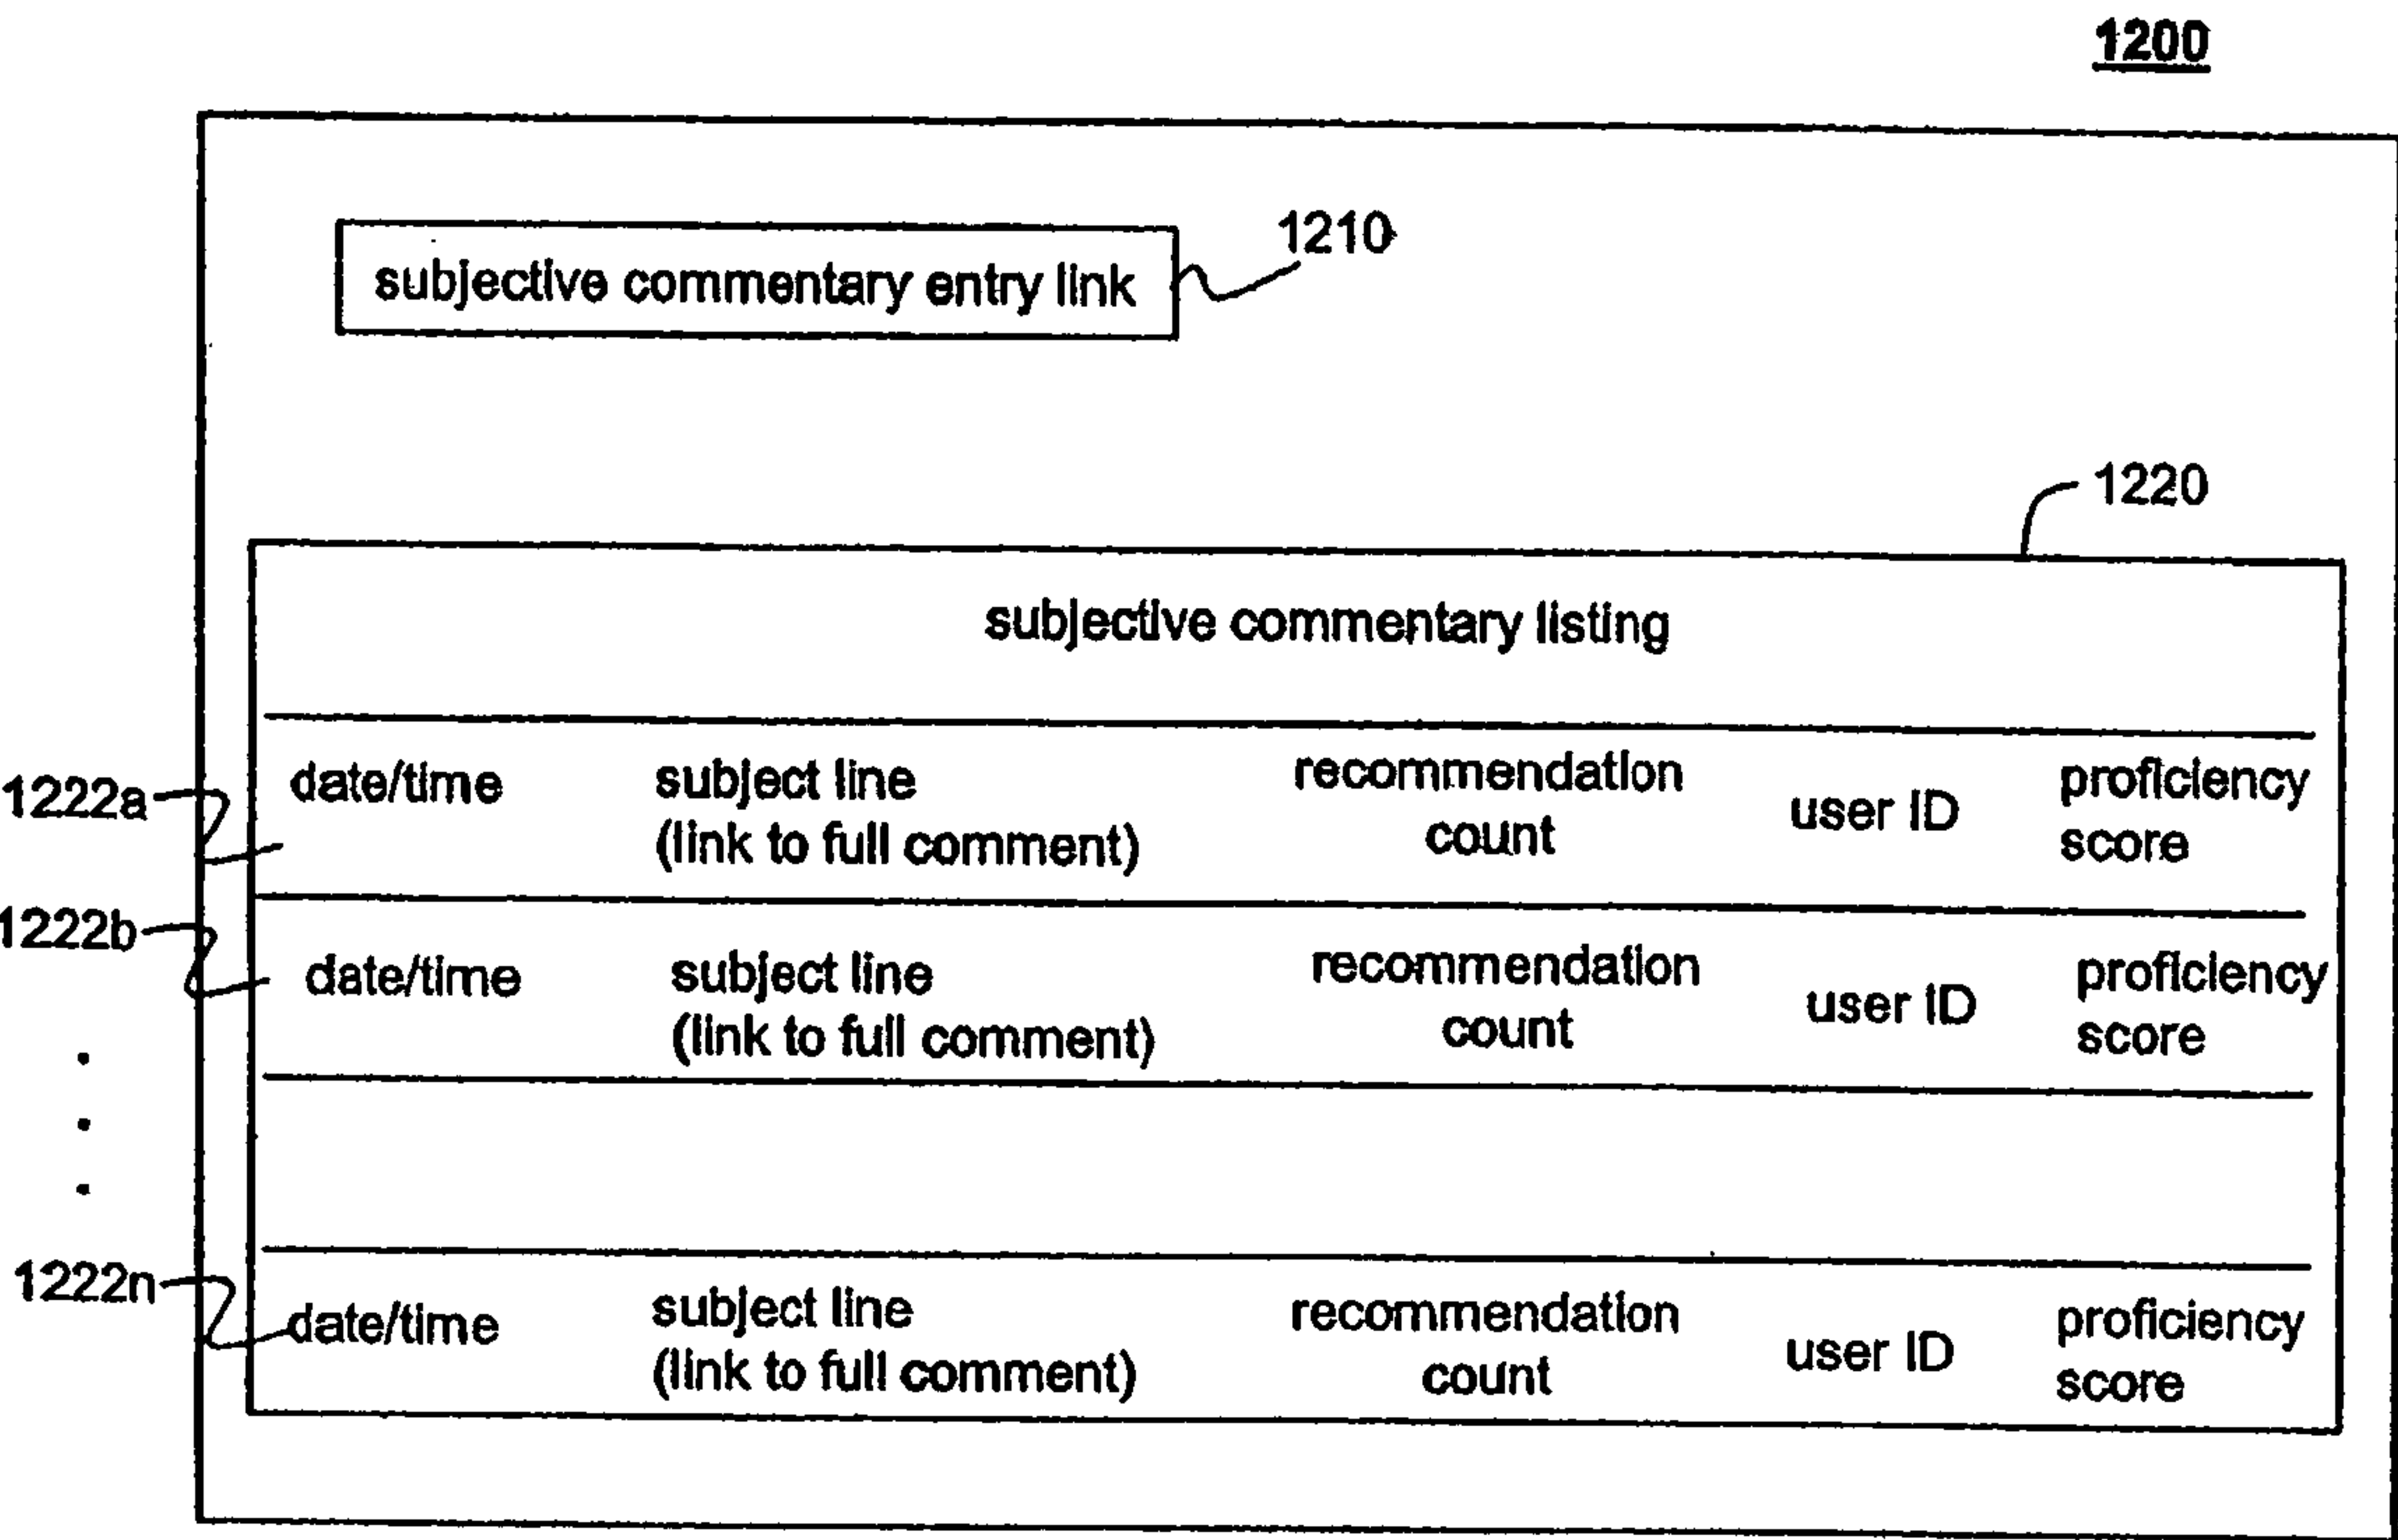 1200
subjective commentary entry link
1210
1220
subjective commentary listing
1222a
date/time
subject line
(link to full comment)
recommendation
count
user ID
proficiency
score
1222b
date/time
subject line
(link to full comment)
recommendation
count
user ID
proficiency
score
1222n
date/time
subject line
(link to full comment)
recommendation
count
user ID
proficiency
score